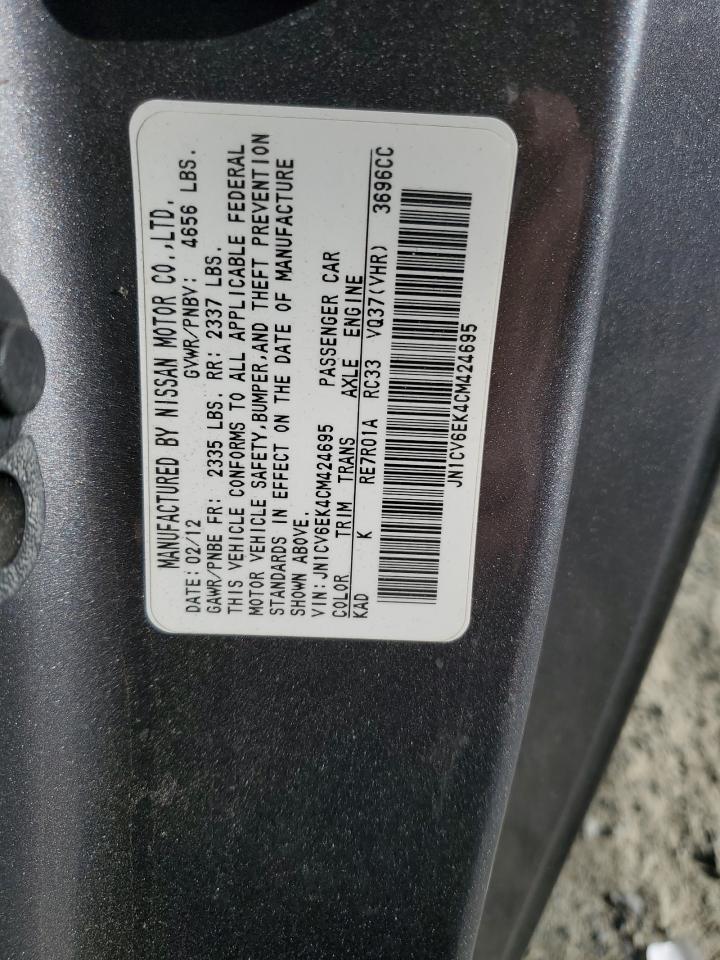 MANUFACTURED BY NISSAN MOTOR CO.,LTD.
DATE: 02/12 GVWR/PNBV: 4656 LBS.
GAWR/PNBE FR: 2335 LBS. RR: 2337 LBS.
THIS VEHICLE CONFORMS TO ALL APPLICABLE FEDERAL
MOTOR VEHICLE SAFETY,BUMPER,AND THEFT PREVENTION
STANDARDS IN EFFECT ON THE DATE OF MANUFACTURE
SHOWN ABOVE.
VIN:JN1CV6EK4CM424695 PASSENGER CAR
COLOR TRIM TRANS AXLE ENGINE
KAD K RE7R01A RC33 VQ37(VHR) 3696CC
JN1CV6EK4CM424695